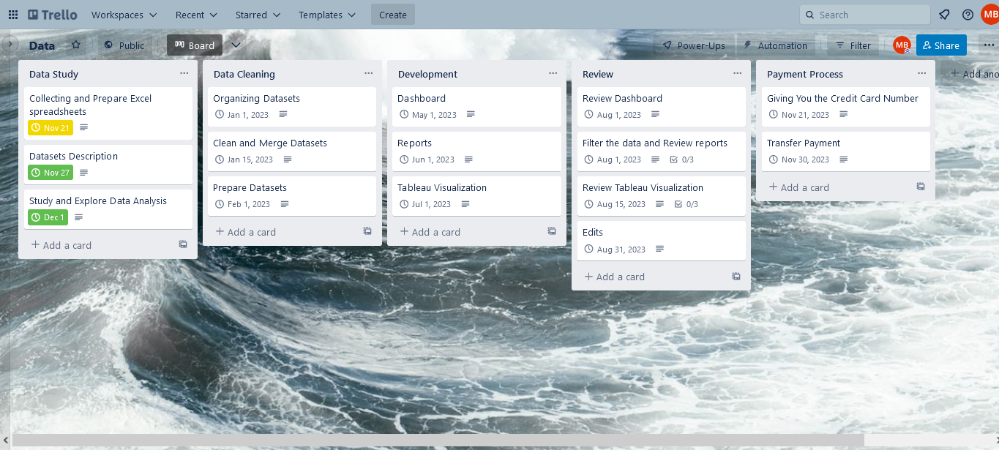 Trello Workspaces Recent Starred Templates Create Search MB
Data Public Board Power-Ups Automation Filter MB Share
Data Study
Collecting and Prepare Excel
spreadsheets
Nov 21
Datasets Description
Nov 27
Study and Explore Data Analysis
Dec 1
Add a card
Data Cleaning
Organizing Datasets
Jan 1, 2023
Clean and Merge Datasets
Jan 15, 2023
Prepare Datasets
Feb 1, 2023
Add a card
Development
Dashboard
May 1, 2023
Reports
Jun 1, 2023
Tableau Visualization
Jul 1, 2023
Add a card
Review
Review Dashboard
Aug 1, 2023
Filter the data and Review reports
Aug 1, 2023 0/3
Review Tableau Visualization
Aug 15, 2023 0/3
Edits
Aug 31, 2023
Add a card
Payment Process
Giving You the Credit Card Number
Nov 21, 2023
Transfer Payment
Nov 30, 2023
Add a card
Add ano